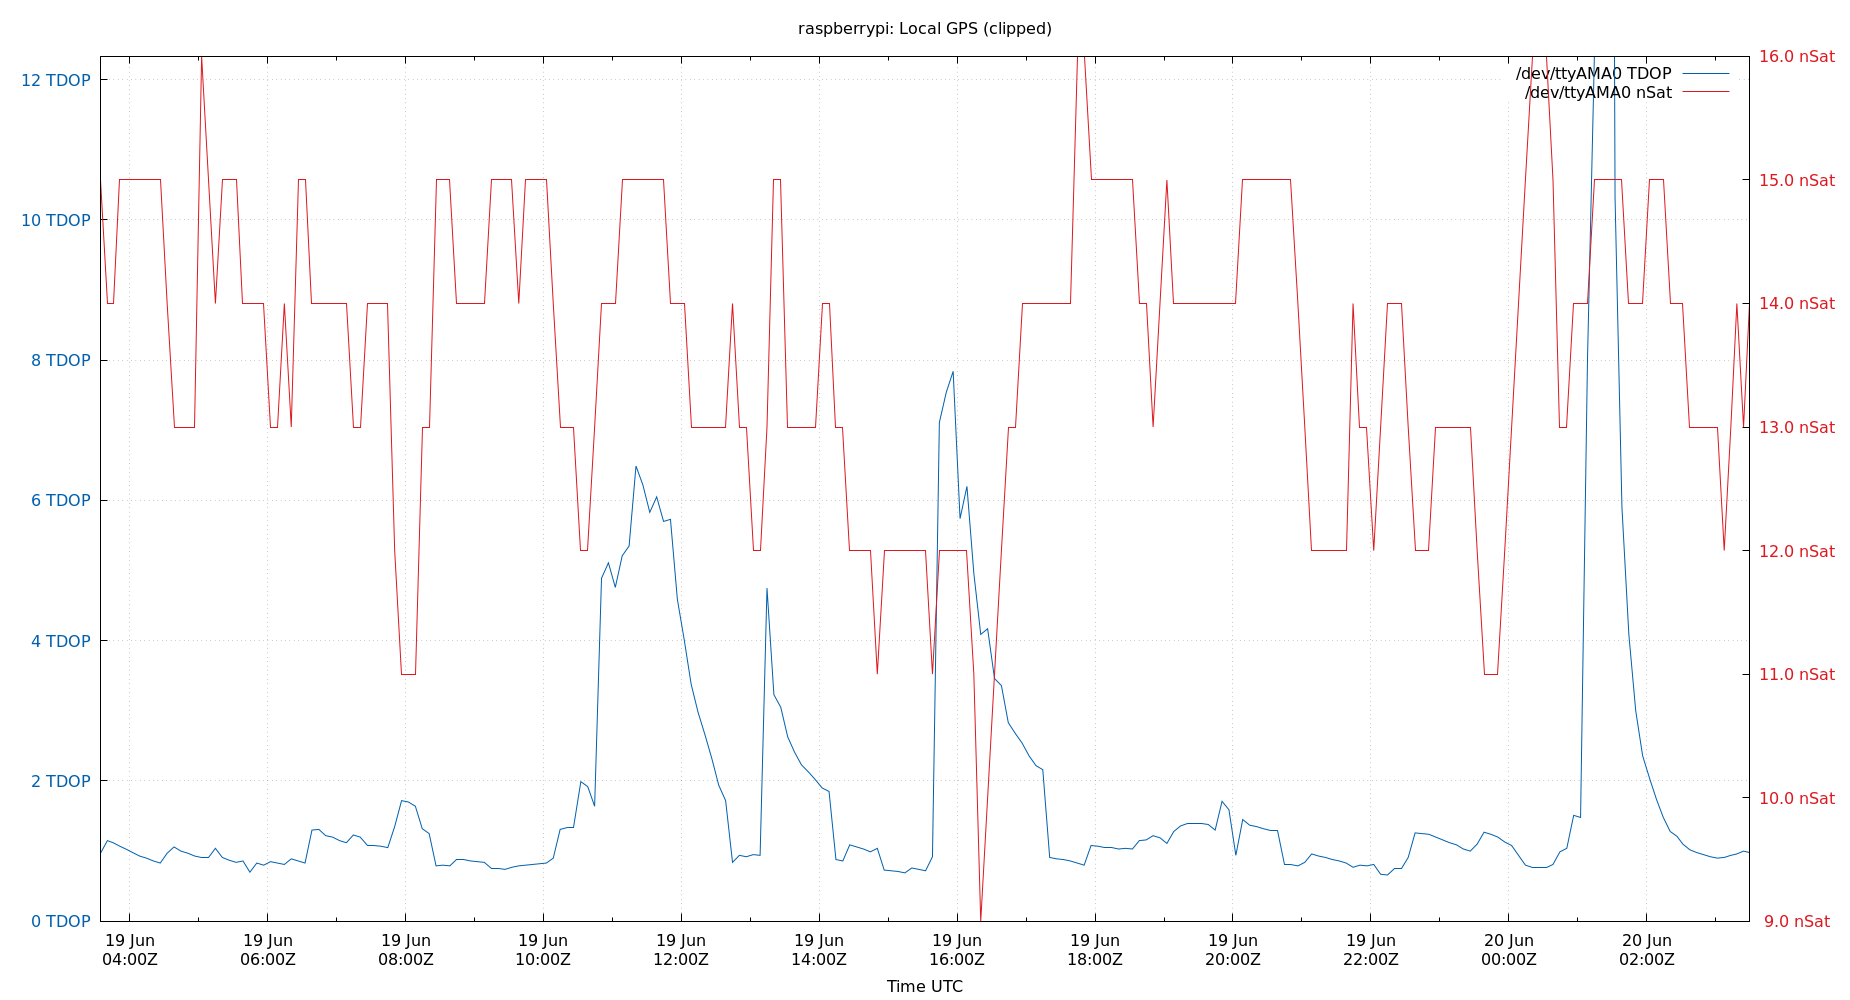 raspberrypi: Local GPS (clipped)
/dev/ttyAMA0 TDOP
/dev/ttyAMA0 nSat
12 TDOP
10 TDOP
8 TDOP
6 TDOP
4 TDOP
2 TDOP
0 TDOP
16.0 nSat
15.0 nSat
14.0 nSat
13.0 nSat
12.0 nSat
11.0 nSat
10.0 nSat
9.0 nSat
19 Jun
04:00Z
19 Jun
06:00Z
19 Jun
08:00Z
19 Jun
10:00Z
19 Jun
12:00Z
19 Jun
14:00Z
19 Jun
16:00Z
19 Jun
18:00Z
19 Jun
20:00Z
19 Jun
22:00Z
20 Jun
00:00Z
20 Jun
02:00Z
Time UTC